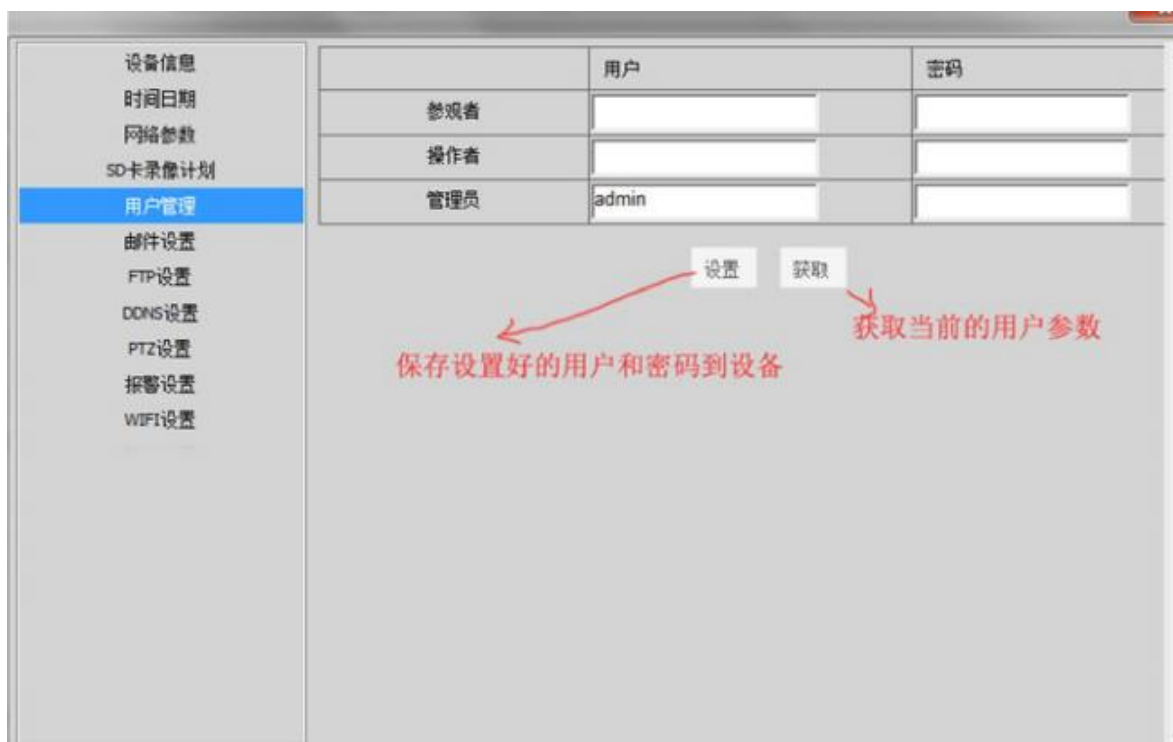 设备信息
时间日期
网络参数
SD卡录像计划
用户管理
邮件设置
FTP设置
DDNS设置
PTZ设置
报警设置
WIFI设置
用户 密码
参观者
操作者
管理员 admin
设置 获取
获取当前的用户参数
保存设置好的用户和密码到设备